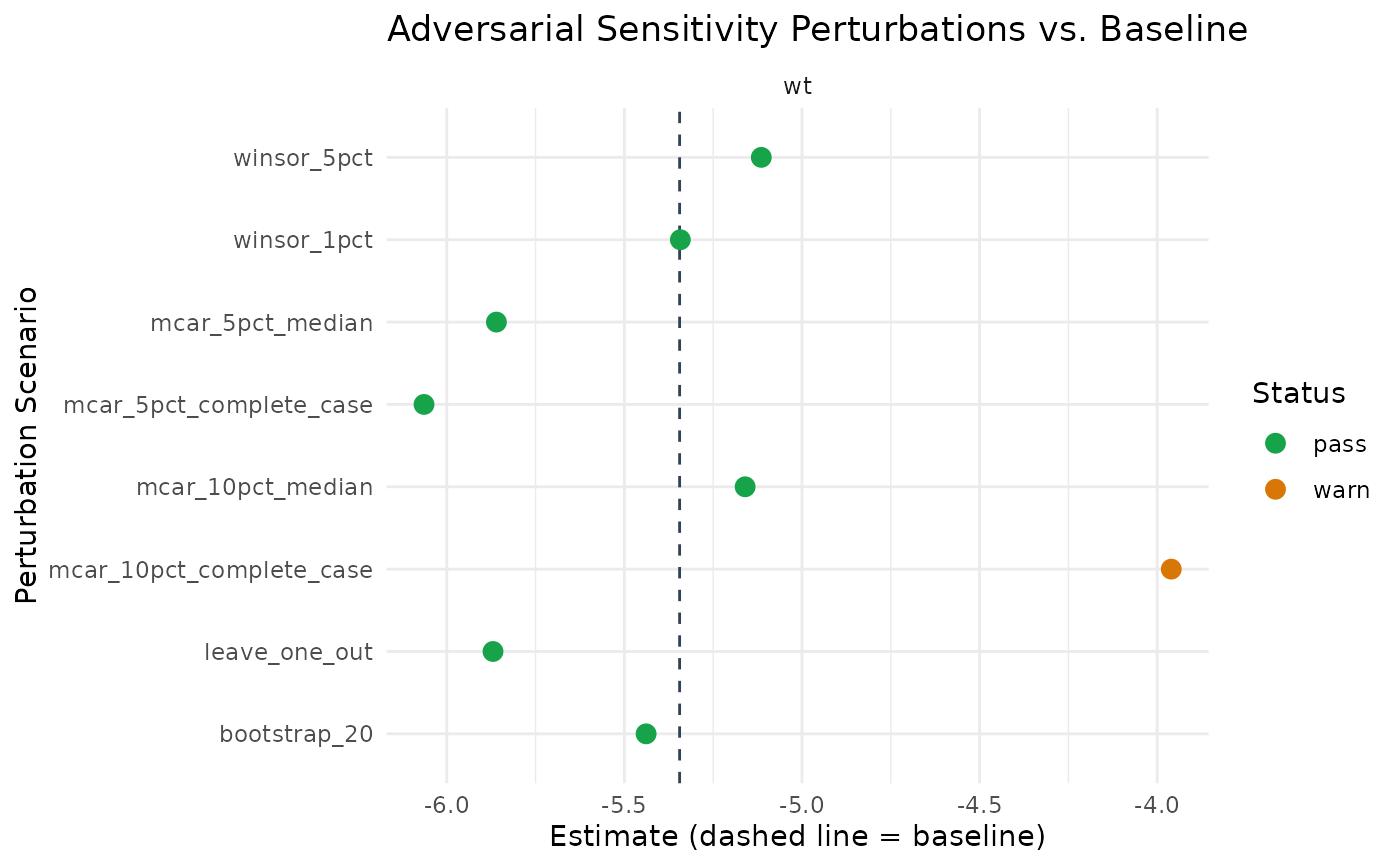 Adversarial Sensitivity Perturbations vs. Baseline
wt
Perturbation Scenario
winsor_5pct
winsor_1pct
mcar_5pct_median
mcar_5pct_complete_case
mcar_10pct_median
mcar_10pct_complete_case
leave_one_out
bootstrap_20
-6.0 -5.5 -5.0 -4.5 -4.0
Estimate (dashed line = baseline)
Status
pass
warn